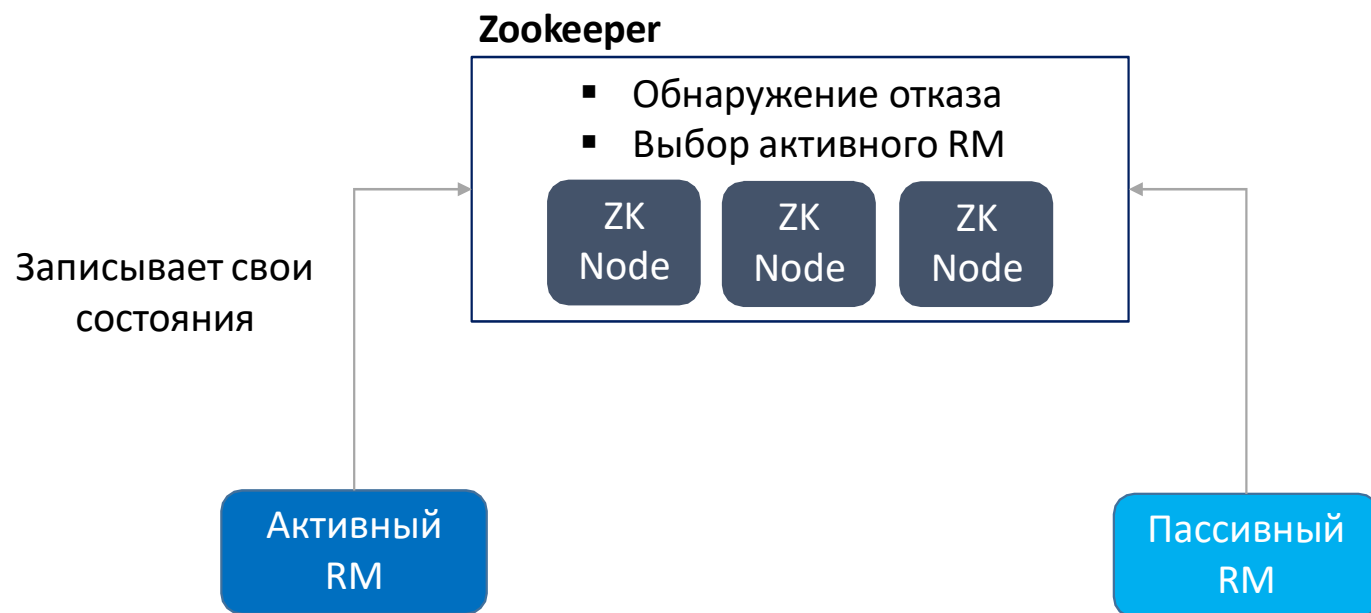 Zookeeper
▪ Обнаружение отказа
▪ Выбор активного RM
ZK
Node
ZK
Node
ZK
Node
Записывает свои
состояния
Активный
RM
Пассивный
RM